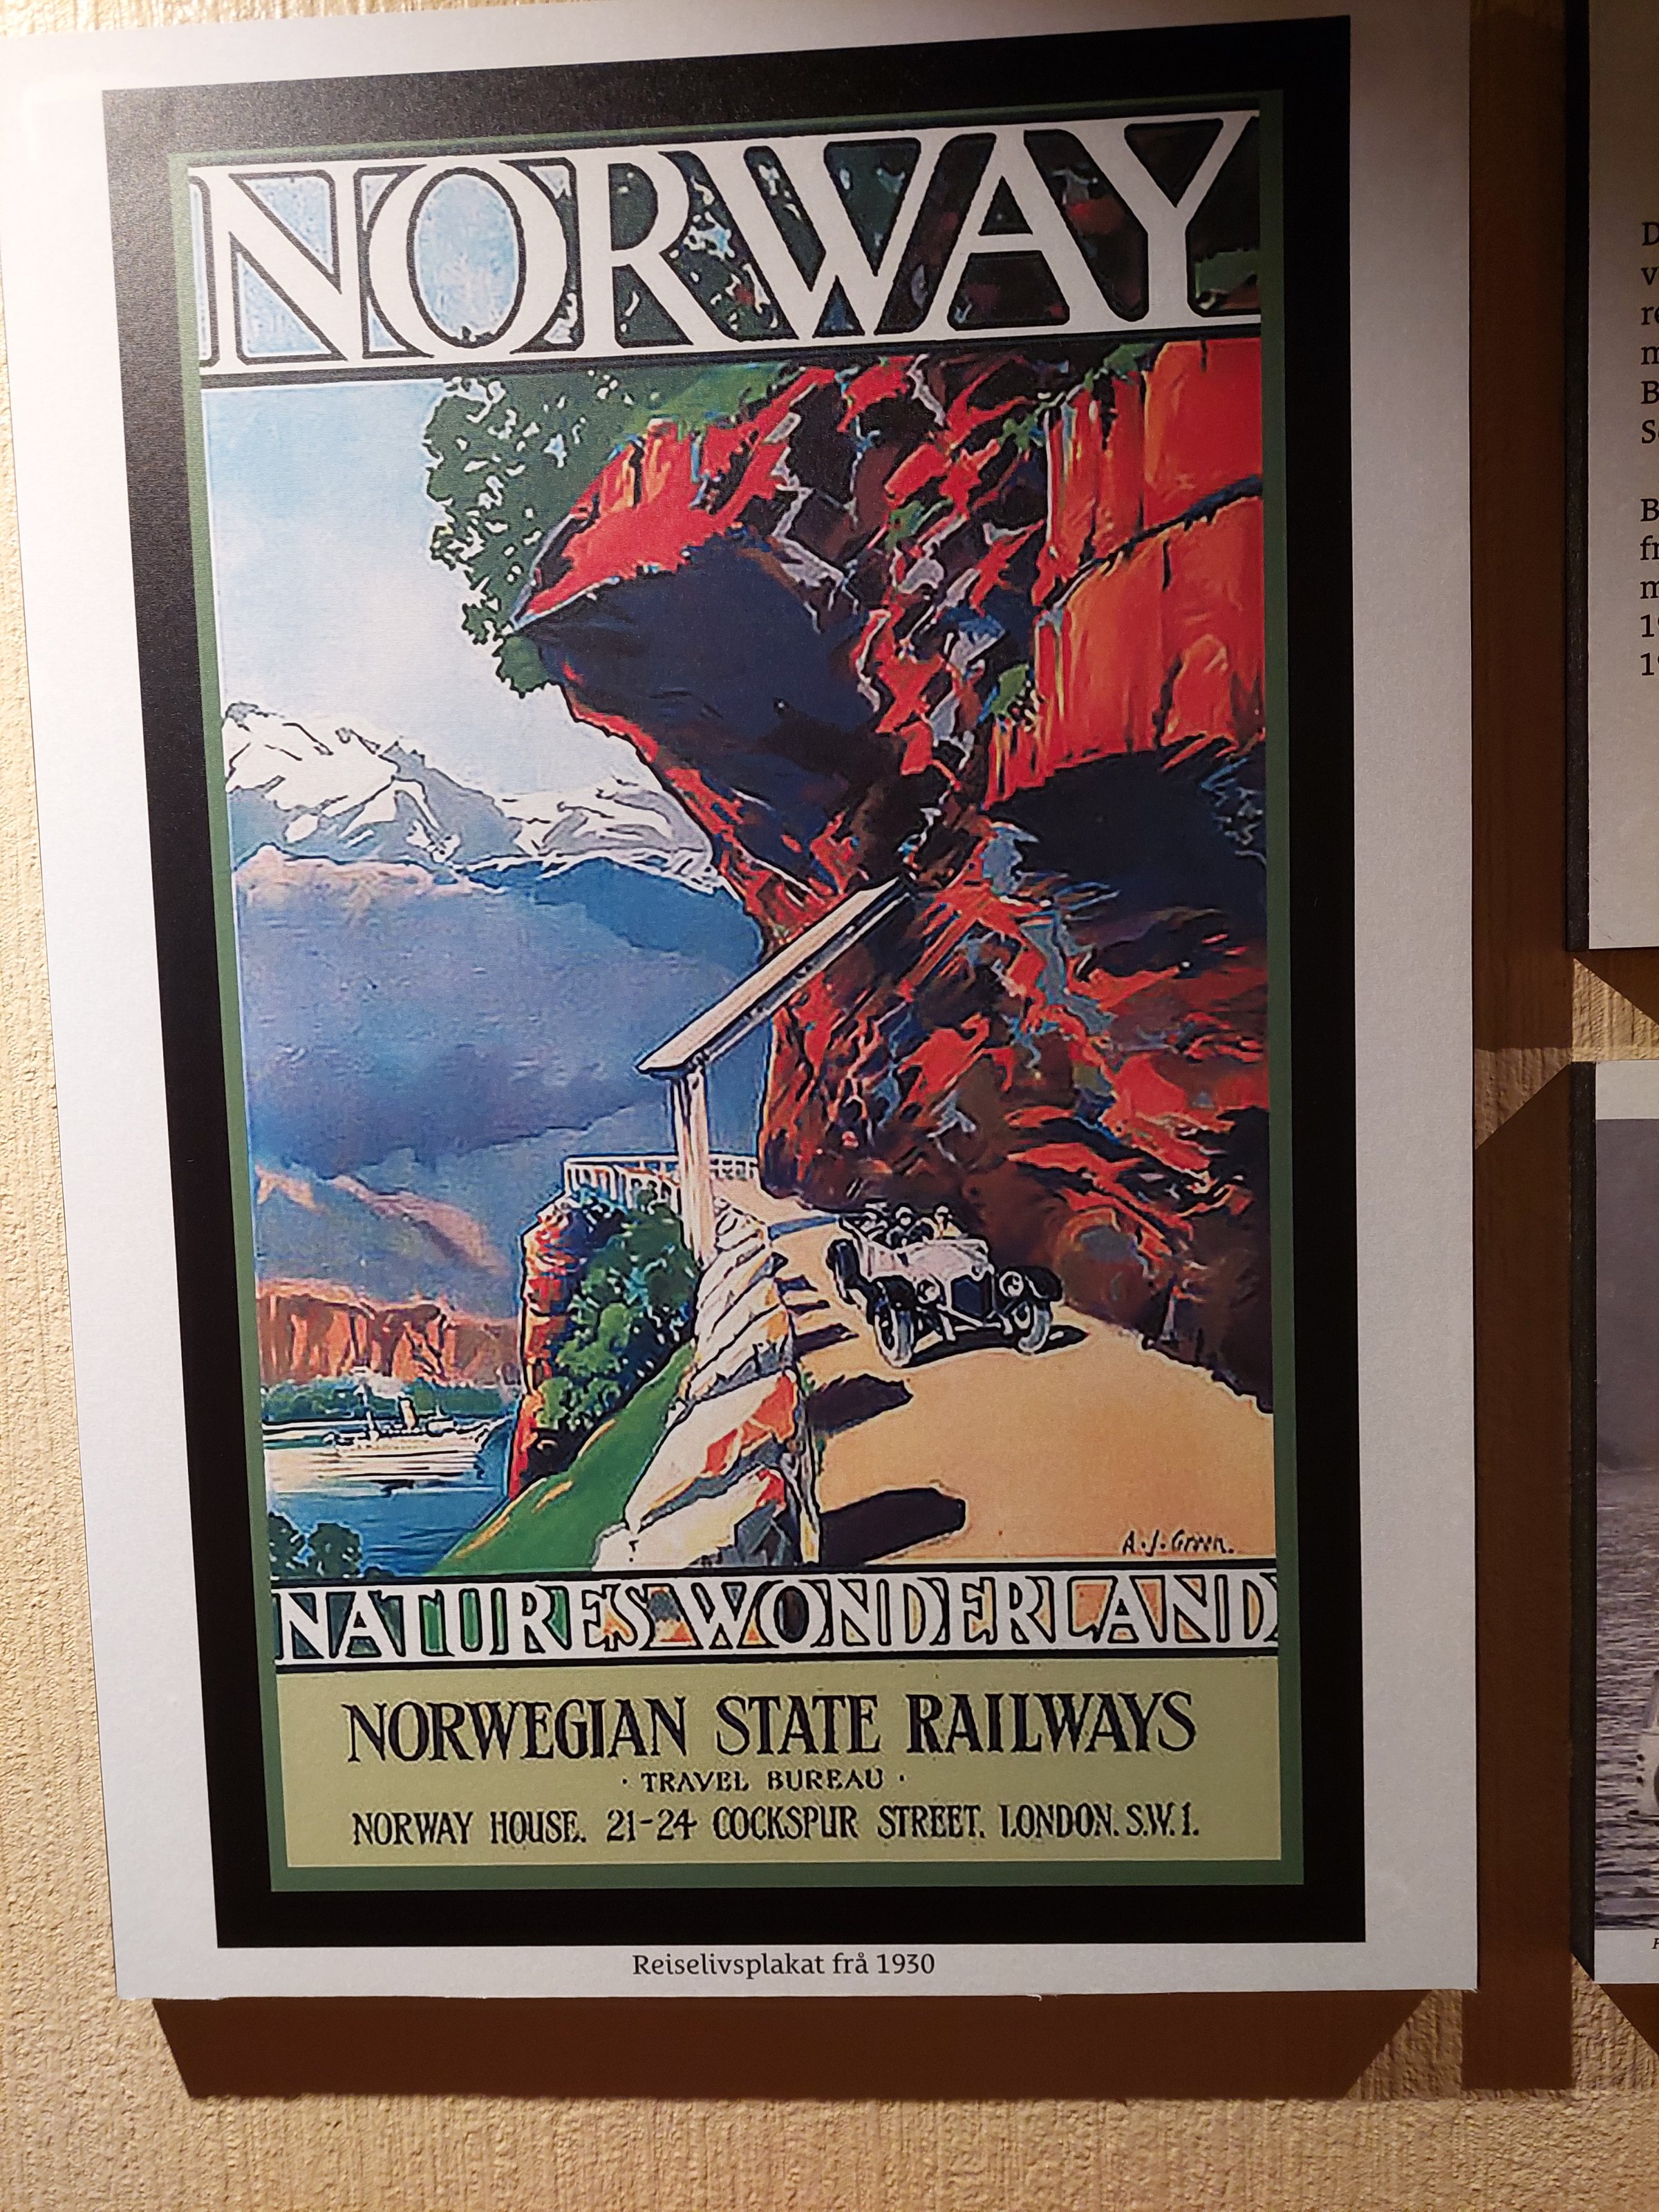 NORWAY
A.J. Green.
NATURES WONDERLAND
NORWEGIAN STATE RAILWAYS
· TRAVEL BUREAU ·
NORWAY HOUSE. 21-24 COCKSPUR STREET. LONDON. S.W.1.
Reiselivsplakat frå 1930